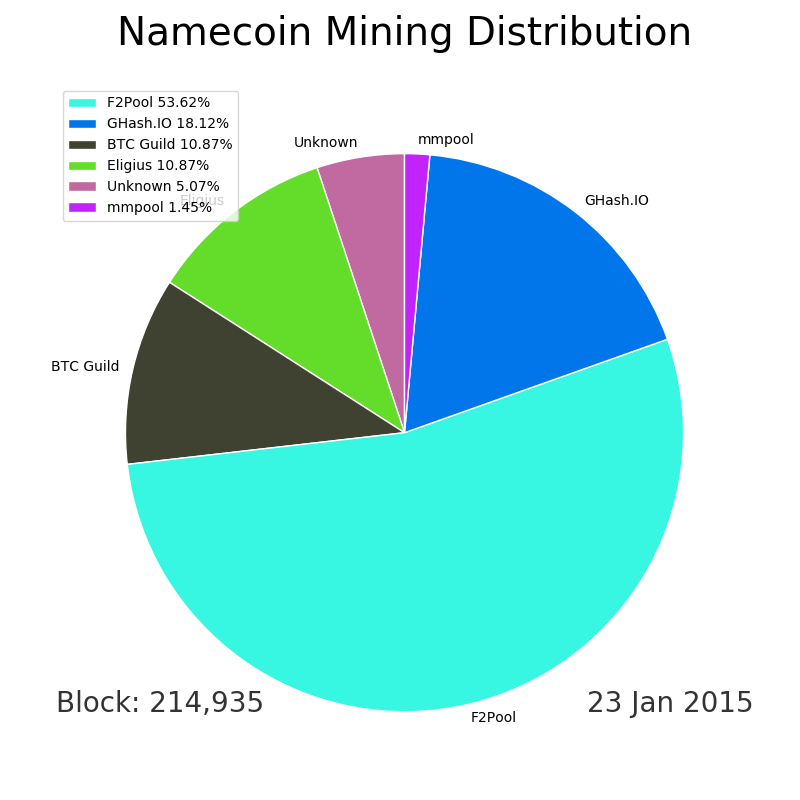 Namecoin Mining Distribution
F2Pool 53.62%
GHash.IO 18.12%
BTC Guild 10.87%
Eligius 10.87%
Unknown 5.07%
mmpool 1.45%
Eligius
Unknown
mmpool
GHash.IO
BTC Guild
F2Pool
Block: 214,935
23 Jan 2015